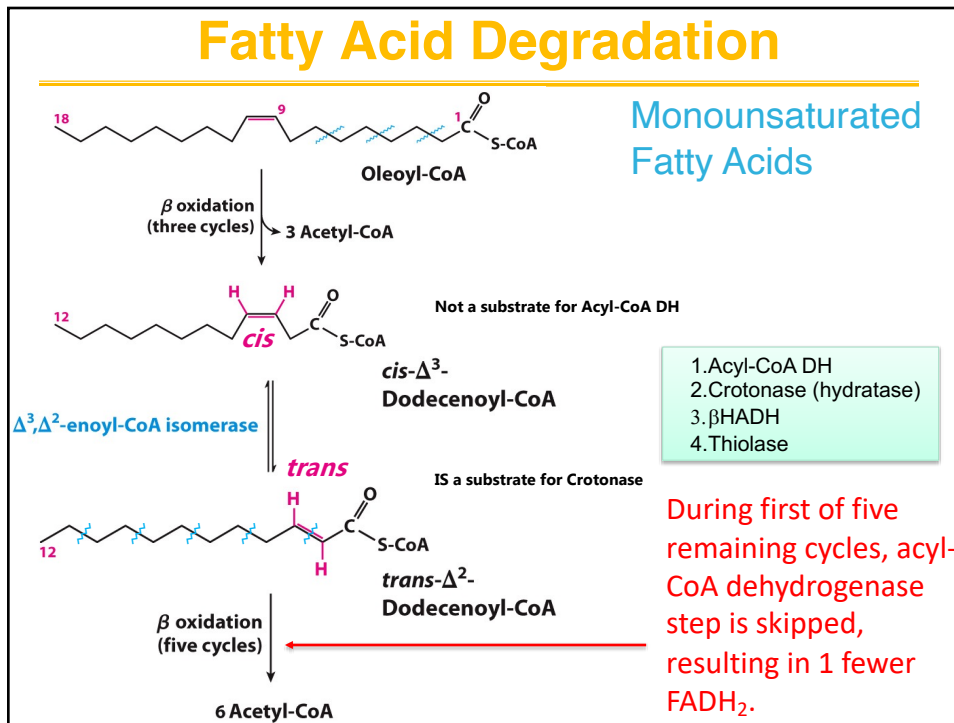 Fatty Acid Degradation
Monounsaturated
Fatty Acids
18
9
1
C
O
S-CoA
Oleoyl-CoA
β oxidation
(three cycles)
3 Acetyl-CoA
H
H
O
12
cis
C
S-CoA
Not a substrate for Acyl-CoA DH
cis-Δ³-
Dodecenoyl-CoA
1.Acyl-CoA DH
2.Crotonase (hydratase)
3.βHADH
4.Thiolase
Δ³,Δ²-enoyl-CoA isomerase
trans
IS a substrate for Crotonase
H
O
C
S-CoA
12
H
trans-Δ²-
Dodecenoyl-CoA
During first of five
remaining cycles, acyl-
CoA dehydrogenase
step is skipped,
resulting in 1 fewer
FADH₂.
β oxidation
(five cycles)
6 Acetyl-CoA